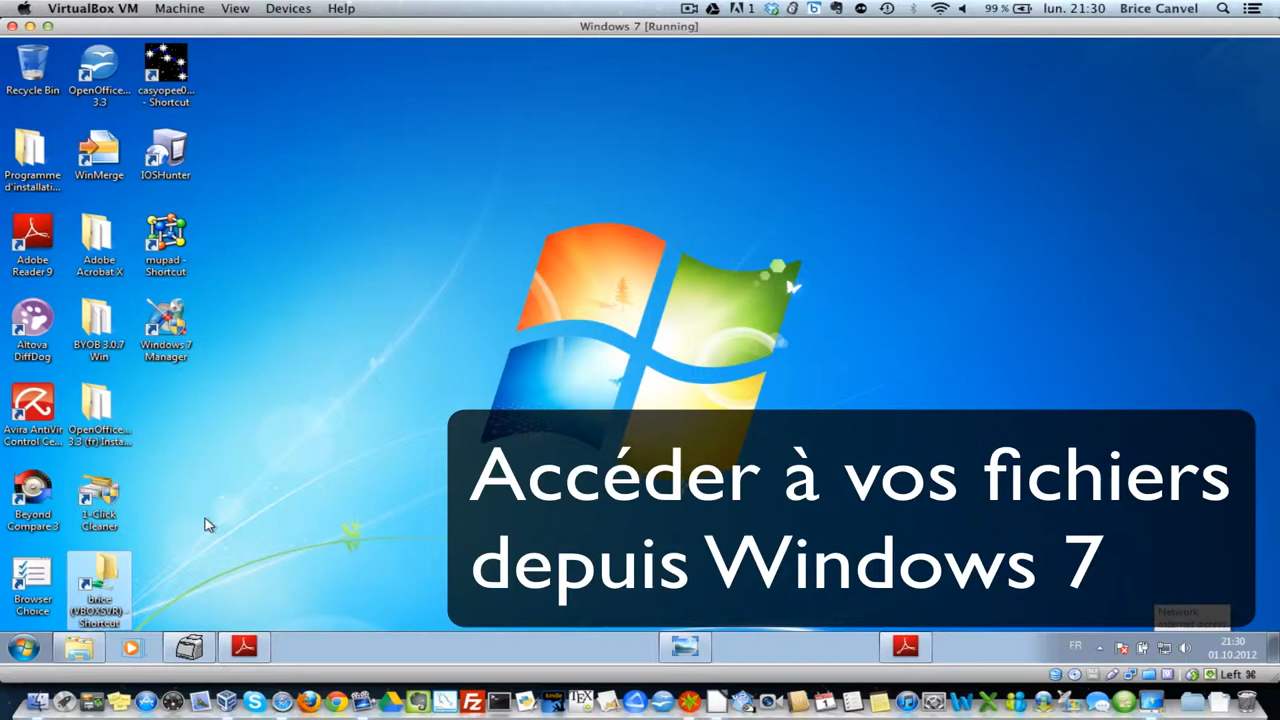 VirtualBox VM Machine View Devices Help
1 99 % lun. 21:30 Brice Canvel
Windows 7 [Running]
Recycle Bin
OpenOffice... 3.3
casyopee0... - Shortcut
Programme d'installati...
WinMerge
IOSHunter
Adobe Reader 9
Adobe Acrobat X
mupad - Shortcut
Altova DiffDog
BYOB 3.0.7 Win
Windows 7 Manager
Avira AntiVir Control Ce...
OpenOffice... 3.3 (fr) Insta...
Beyond Compare 3
1-Click Cleaner
Browser Choice
brice (VBOXSVR) - Shortcut
Accéder à vos fichiers
depuis Windows 7
Network
Internet access
FR
21:30
01.10.2012
Left ⌘